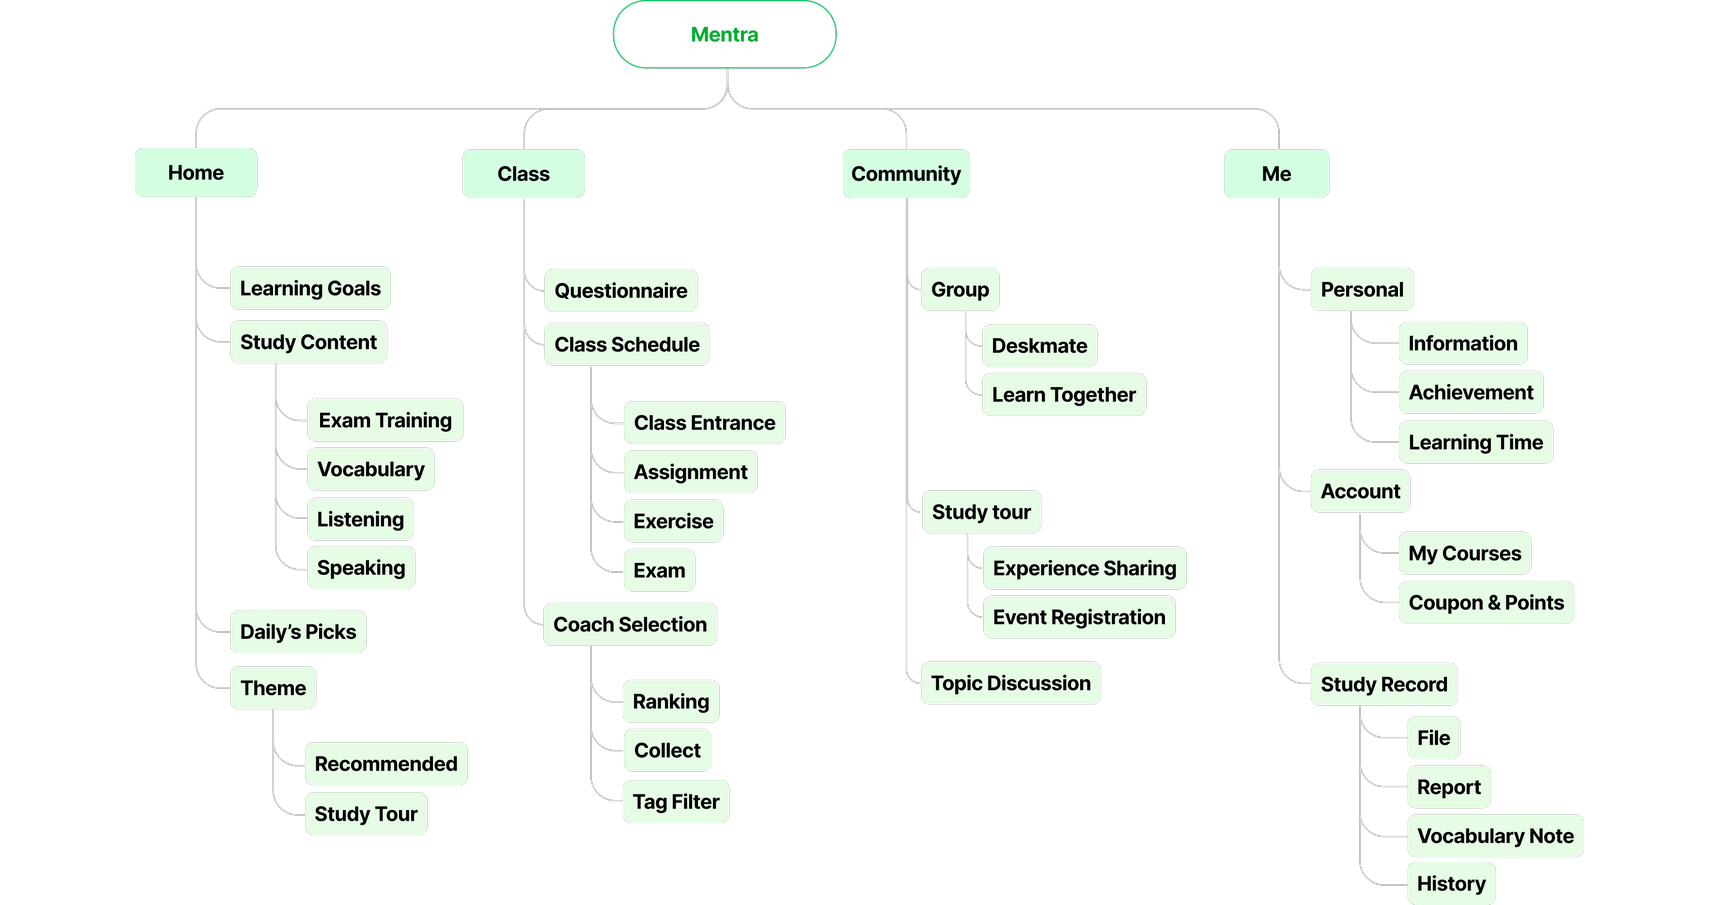 Mentra
Home
Learning Goals
Study Content
Exam Training
Vocabulary
Listening
Speaking
Daily’s Picks
Theme
Recommended
Study Tour
Class
Questionnaire
Class Schedule
Class Entrance
Assignment
Exercise
Exam
Coach Selection
Ranking
Collect
Tag Filter
Community
Group
Deskmate
Learn Together
Study tour
Experience Sharing
Event Registration
Topic Discussion
Me
Personal
Information
Achievement
Learning Time
Account
My Courses
Coupon & Points
Study Record
File
Report
Vocabulary Note
History